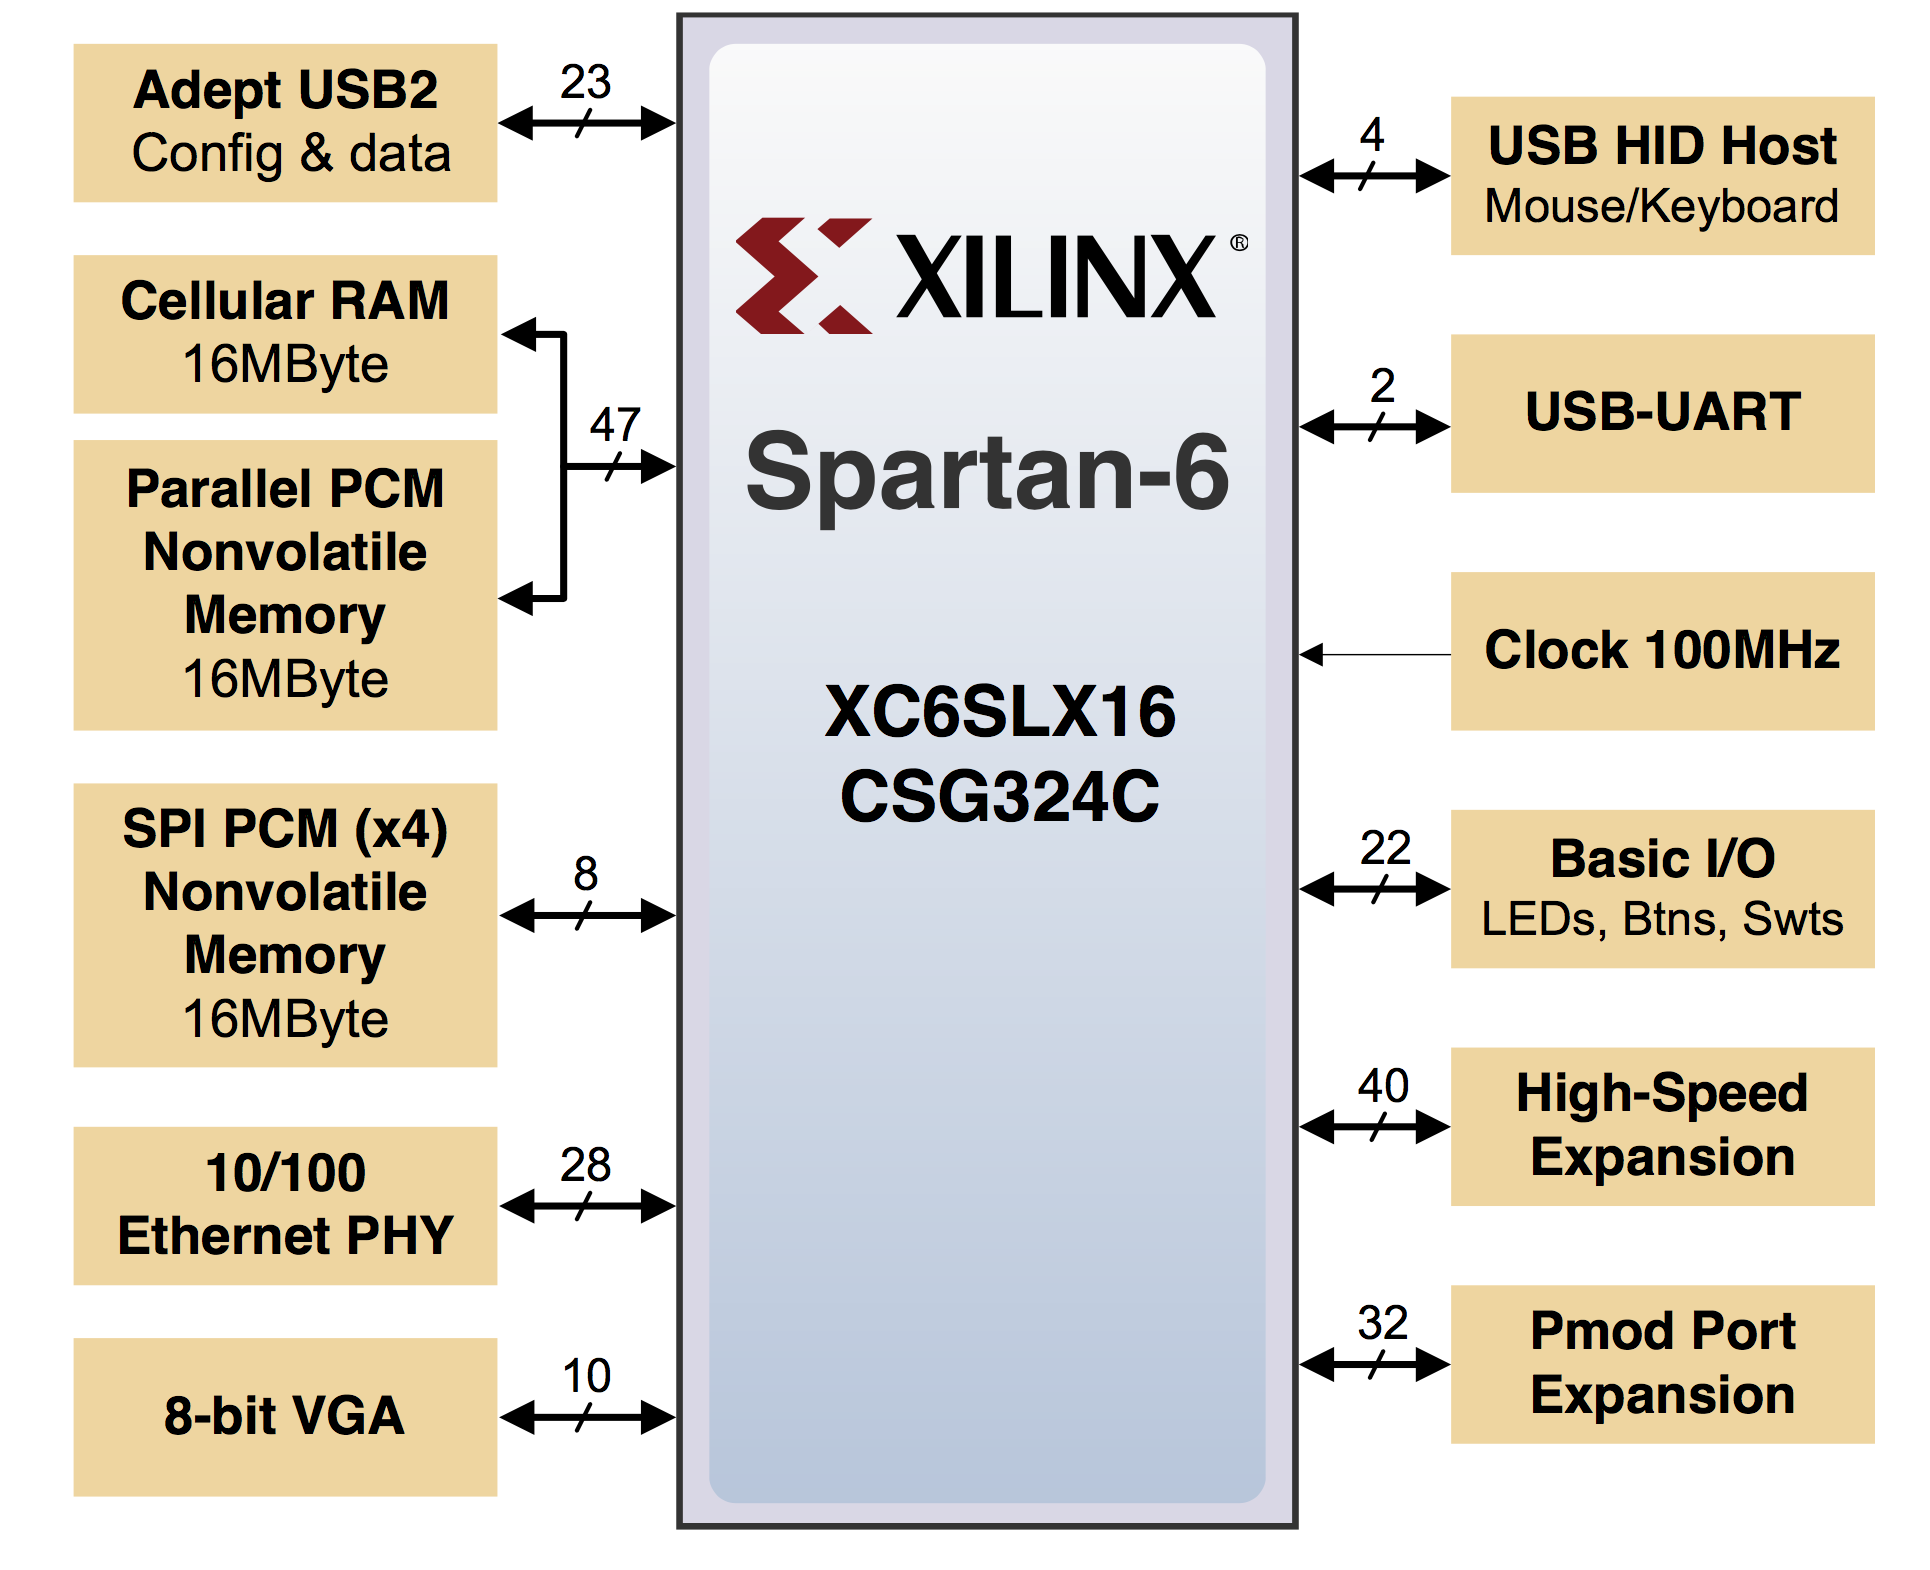 Adept USB2
Config & data
23
Cellular RAM
16MByte
47
Parallel PCM
Nonvolatile
Memory
16MByte
SPI PCM (x4)
Nonvolatile
Memory
16MByte
8
10/100
Ethernet PHY
28
8-bit VGA
10
XILINX®
Spartan-6
XC6SLX16
CSG324C
4
USB HID Host
Mouse/Keyboard
2
USB-UART
Clock 100MHz
22
Basic I/O
LEDs, Btns, Swts
40
High-Speed
Expansion
32
Pmod Port
Expansion